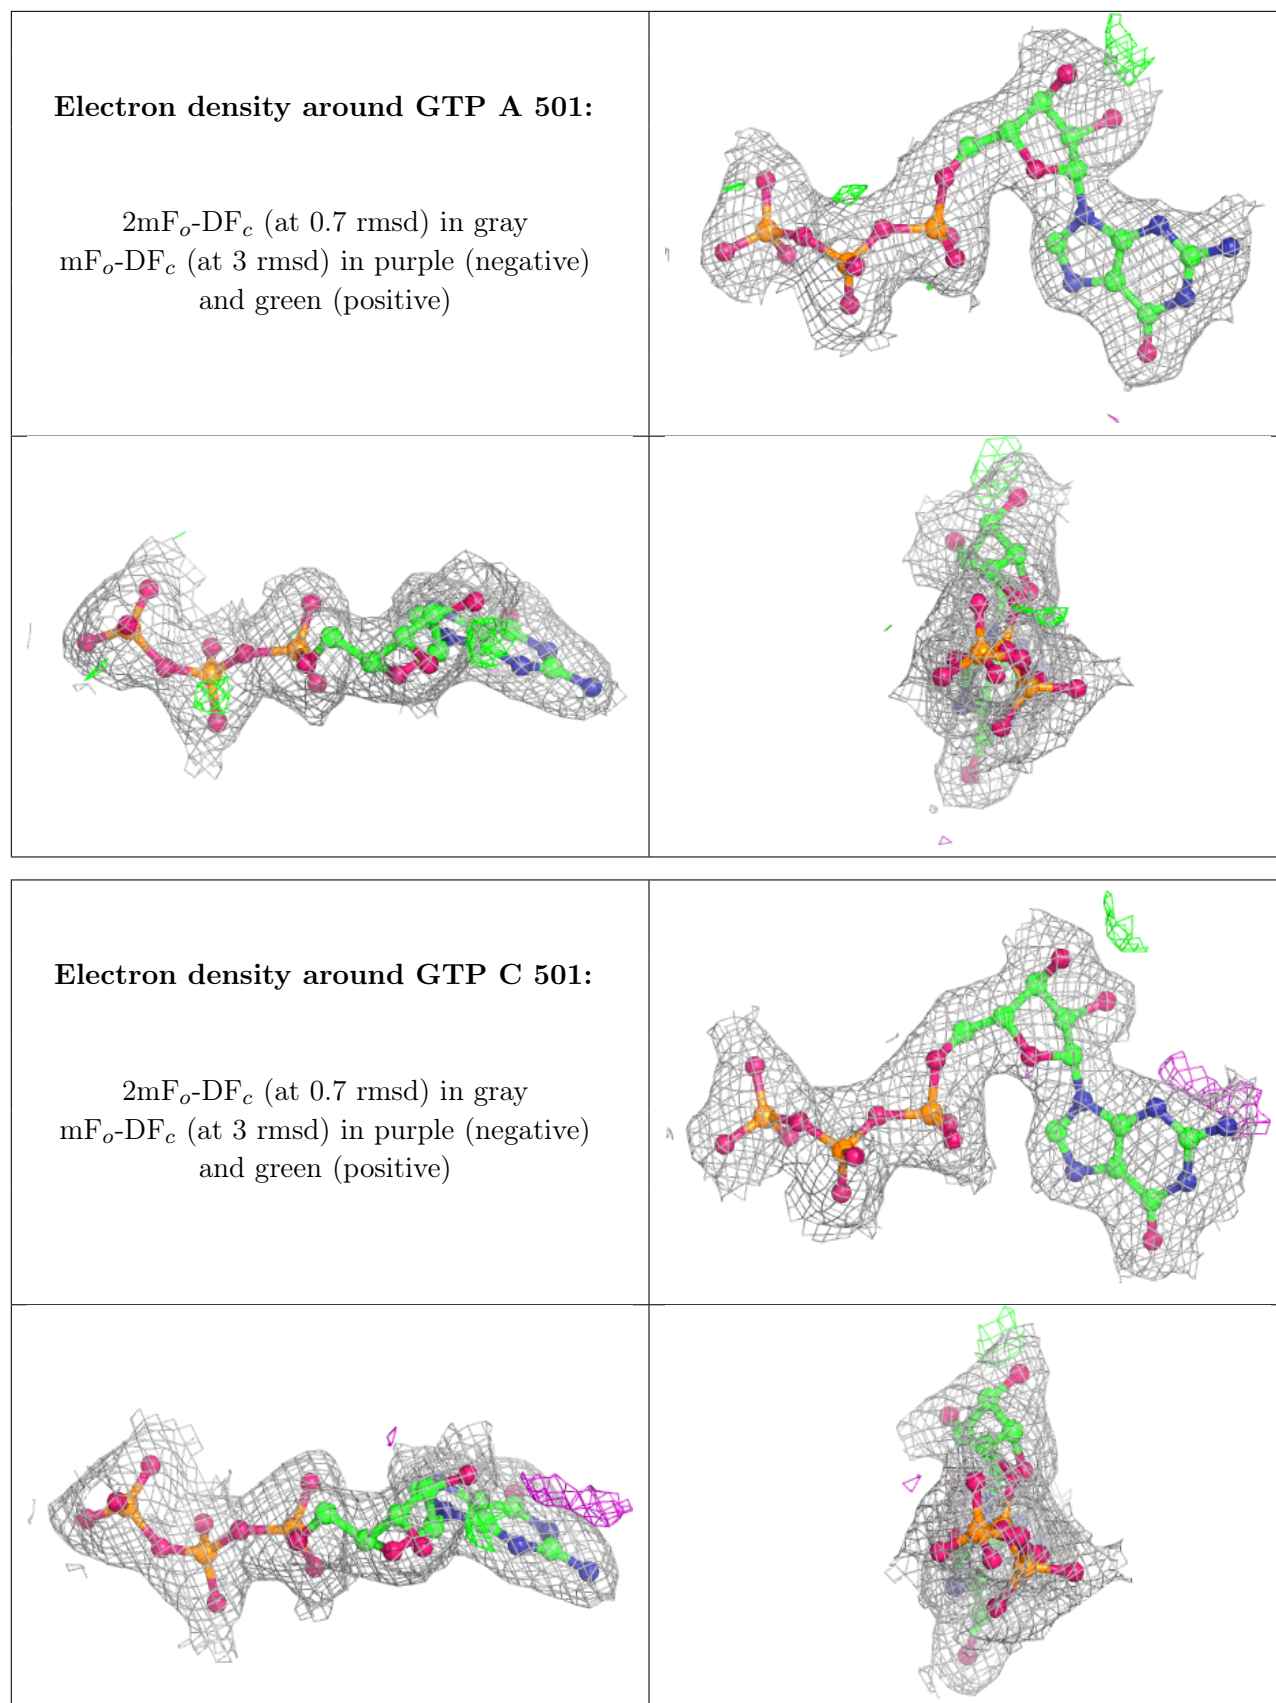 Electron density around GTP A 501:
2mFo-DFc (at 0.7 rmsd) in gray
mFo-DFc (at 3 rmsd) in purple (negative)
and green (positive)
Electron density around GTP C 501:
2mFo-DFc (at 0.7 rmsd) in gray
mFo-DFc (at 3 rmsd) in purple (negative)
and green (positive)